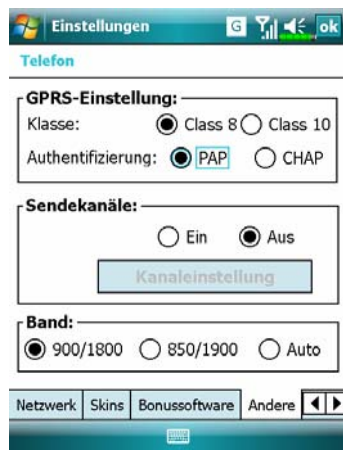 Einstellungen G ok
Telefon
GPRS-Einstellung:
Klasse: Class 8 Class 10
Authentifizierung: PAP CHAP
Sendekanäle:
Ein Aus
Kanaleinstellung
Band:
900/1800 850/1900 Auto
Netzwerk Skins Bonussoftware Andere